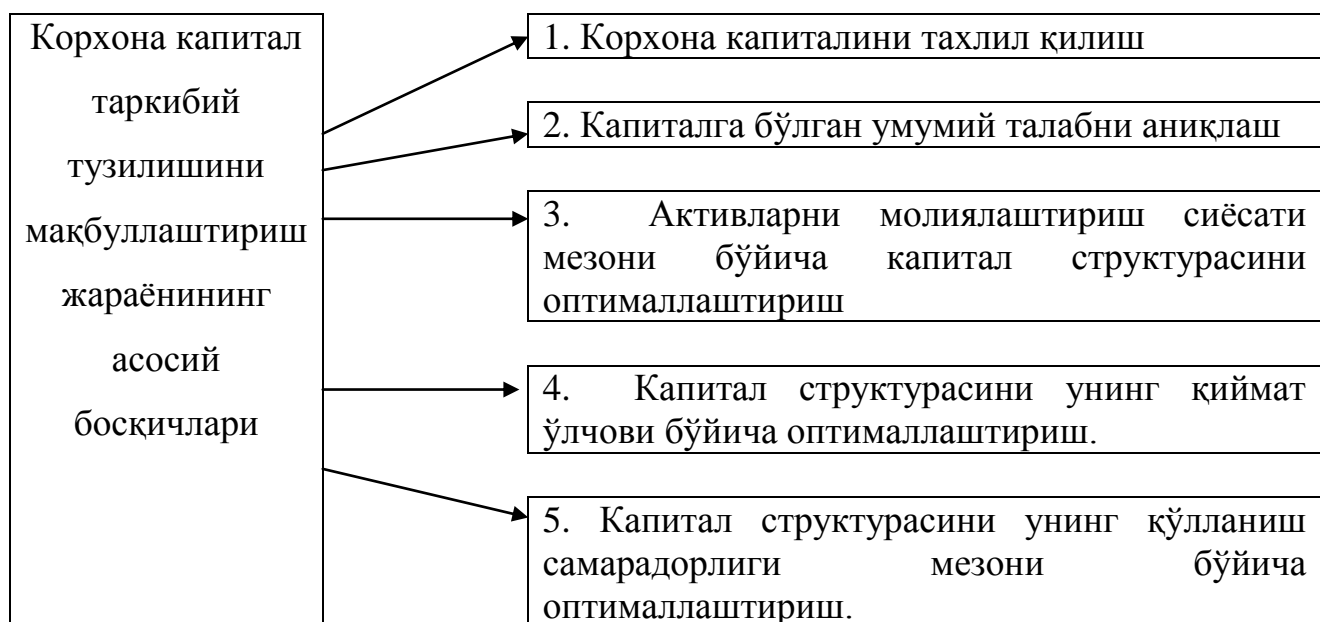 Корхона капитал
таркибий
тузилишини
мақбуллаштириш
жараёнининг
асосий
босқичлари
1. Корхона капиталини тахлил қилиш
2. Капиталга бўлган умумий талабни аниқлаш
3. Активларни молиялаштириш сиёсати
мезони бўйича капитал структурасини
оптималлаштириш
4. Капитал структурасини унинг қиймат
ўлчови бўйича оптималлаштириш.
5. Капитал структурасини унинг қўлланиш
самарадорлиги мезони бўйича
оптималлаштириш.